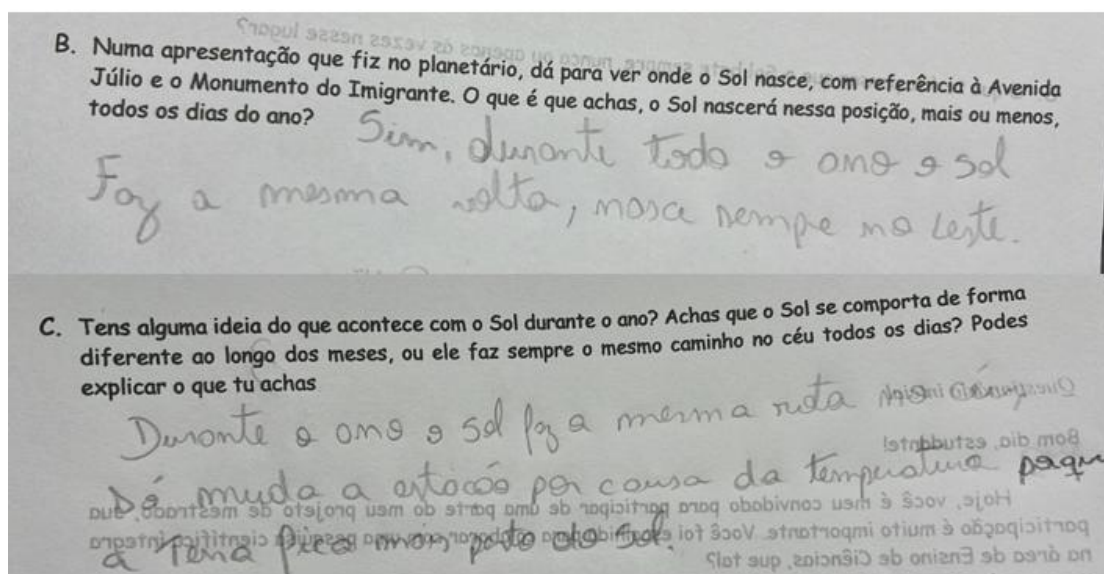 B. Numa apresentação que fiz no planetário, dá para ver onde o Sol nasce, com referência à Avenida
Júlio e o Monumento do Imigrante. O que é que achas, o Sol nascerá nessa posição, mais ou menos,
todos os dias do ano?
Sim, durante todo o ano o sol
Faz a mesma volta, nasce sempre no Leste.
C. Tens alguma ideia do que acontece com o Sol durante o ano? Achas que o Sol se comporta de forma
diferente ao longo dos meses, ou ele faz sempre o mesmo caminho no céu todos os dias? Podes
explicar o que tu achas
Durante o ano o sol faz a mesma rota
Só muda a estação por causa da temperatura porque
a Terra fica mais perto do Sol.